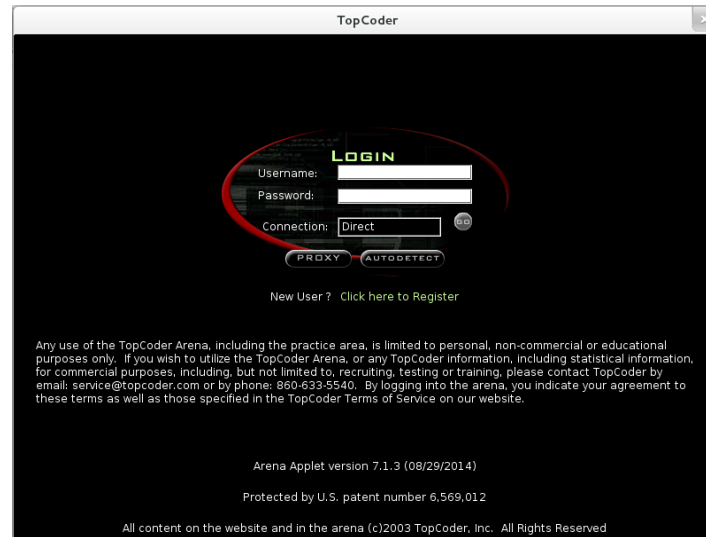 TopCoder
LOGIN
Username:
Password:
Connection: Direct
GO
PROXY AUTODETECT
New User ? Click here to Register
Any use of the TopCoder Arena, including the practice area, is limited to personal, non-commercial or educational
purposes only. If you wish to utilize the TopCoder Arena, or any TopCoder information, including statistical information,
for commercial purposes, including, but not limited to, recruiting, testing or training, please contact TopCoder by
email: service@topcoder.com or by phone: 860-633-5540. By logging into the arena, you indicate your agreement to
these terms as well as those specified in the TopCoder Terms of Service on our website.
Arena Applet version 7.1.3 (08/29/2014)
Protected by U.S. patent number 6,569,012
All content on the website and in the arena (c)2003 TopCoder, Inc. All Rights Reserved